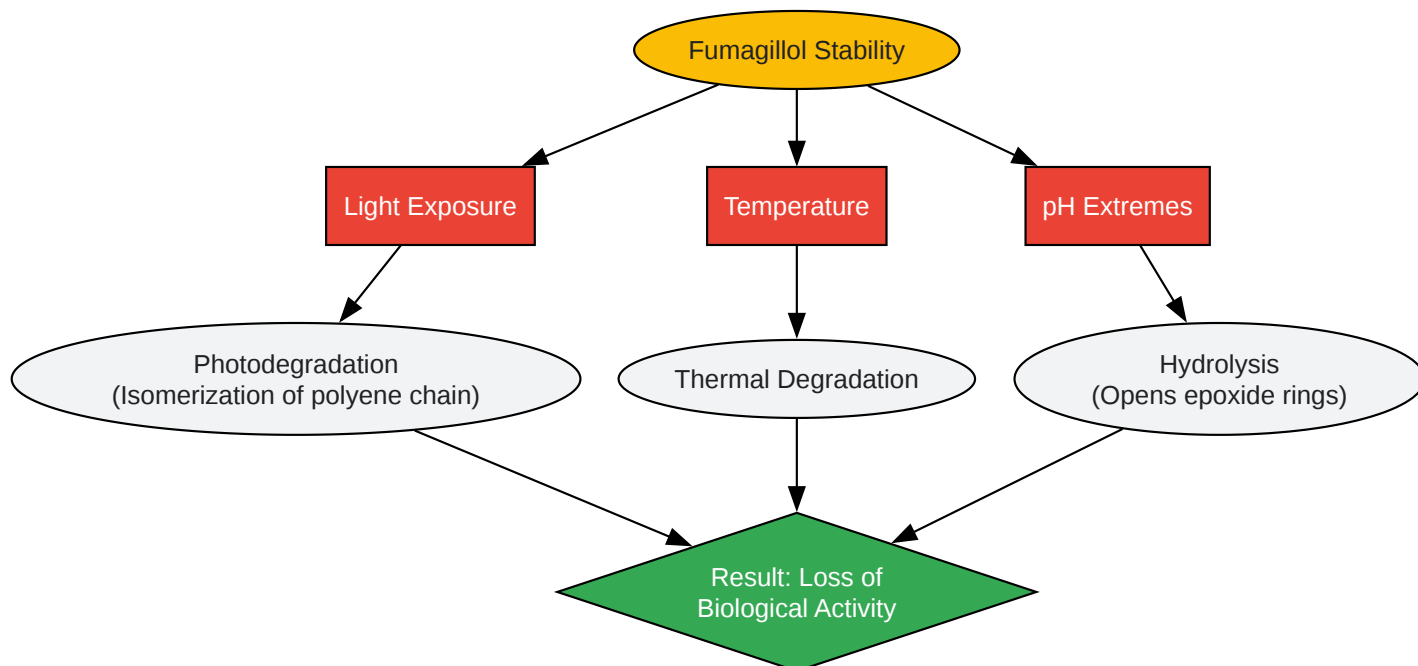 Fumagillol Stability
Light Exposure
Temperature
pH Extremes
Photodegradation
(Isomerization of polyene chain)
Thermal Degradation
Hydrolysis
(Opens epoxide rings)
Result: Loss of
Biological Activity